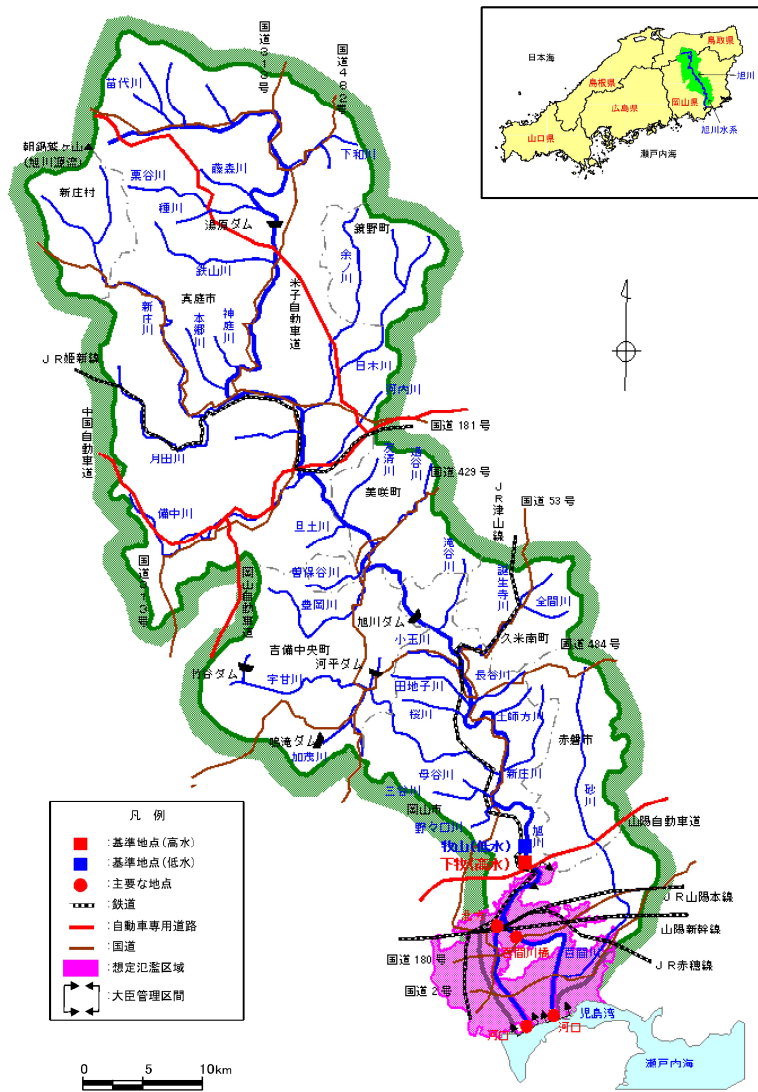 国道313号
国道482号
苗代川
朝鍋鷲ヶ山
(旭川源流)
新庄村
粟谷川
藤森川
下和川
種川
湯原ダム
鏡野町
余ノ川
鉄山川
真庭市
新庄川
本郷川
神庭川
米子自動車道
JR姫新線
目木川
河内川
中国自動車道
国道181号
月田川
国道429号
美咲町
JR津山線
国道53号
備中川
旦土川
滝谷川
誕生寺川
全間川
国道313号
岡山自動車道
豊岡川
旭川ダム
小玉川
久米南町
国道484号
吉備中央町
河平ダム
竹谷ダム
宇甘川
田地子川
長谷川
桜川
土師方川
赤磐市
鳴滝ダム
加茂川
母谷川
新庄川
三谷川
岡山市
野々口川
旭川
砂川
山陽自動車道
牧山(低水)
下牧(高水)
JR山陽本線
山陽新幹線
百間川橋
百間川
国道180号
JR赤穂線
国道2号
河口
河口
児島湾
瀬戸内海
凡例
:基準地点(高水)
:基準地点(低水)
:主要な地点
:鉄道
:自動車専用道路
:国道
:想定氾濫区域
:大臣管理区間
0 5 10km
日本海
鳥取県
島根県
旭川
岡山県
広島県
旭川水系
山口県
瀬戸内海